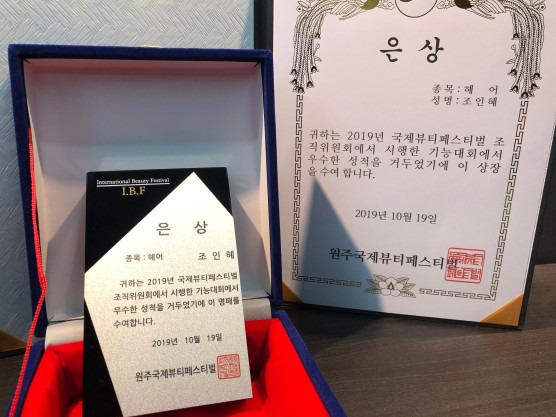 International Beauty Festival
I.B.F
은 상
종목 : 헤어 조 인 혜
귀하는 2019년 국제뷰티페스티벌
조직위원회에서 시행한 기능대회에서
우수한 성적을 거두었기에 이 명패를
수여합니다.
2019년 10월 19일
원주국제뷰티페스티벌
은 상
종 목 : 헤 어
성 명 : 조 인 혜
귀하는 2019년 국제뷰티페스티벌 조
직위원회에서 시행한 기능대회에서
우수한 성적을 거두었기에 이 상장
을 수여 합니다.
2019년 10월 19일
원주국제뷰티페스티벌